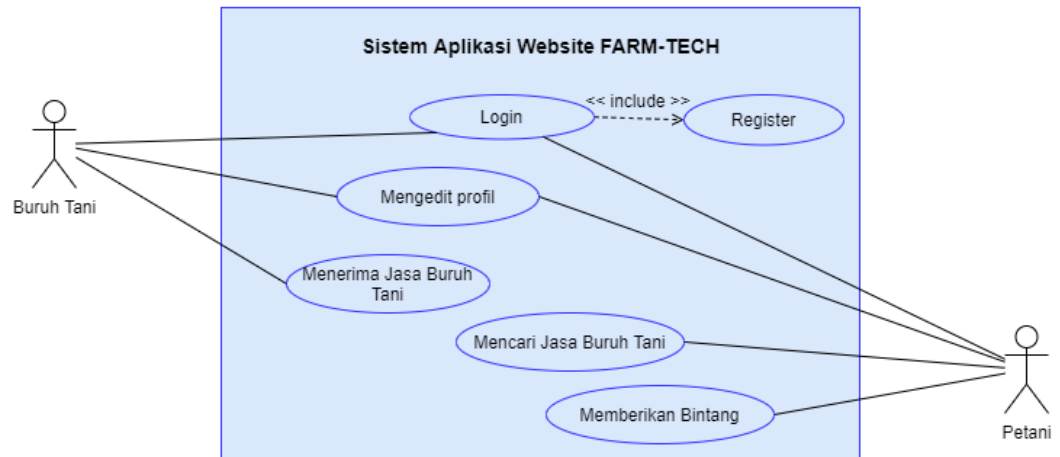 Sistem Aplikasi Website FARM-TECH
<< include >>
Login
Register
Buruh Tani
Mengedit profil
Menerima Jasa Buruh
Tani
Mencari Jasa Buruh Tani
Memberikan Bintang
Petani